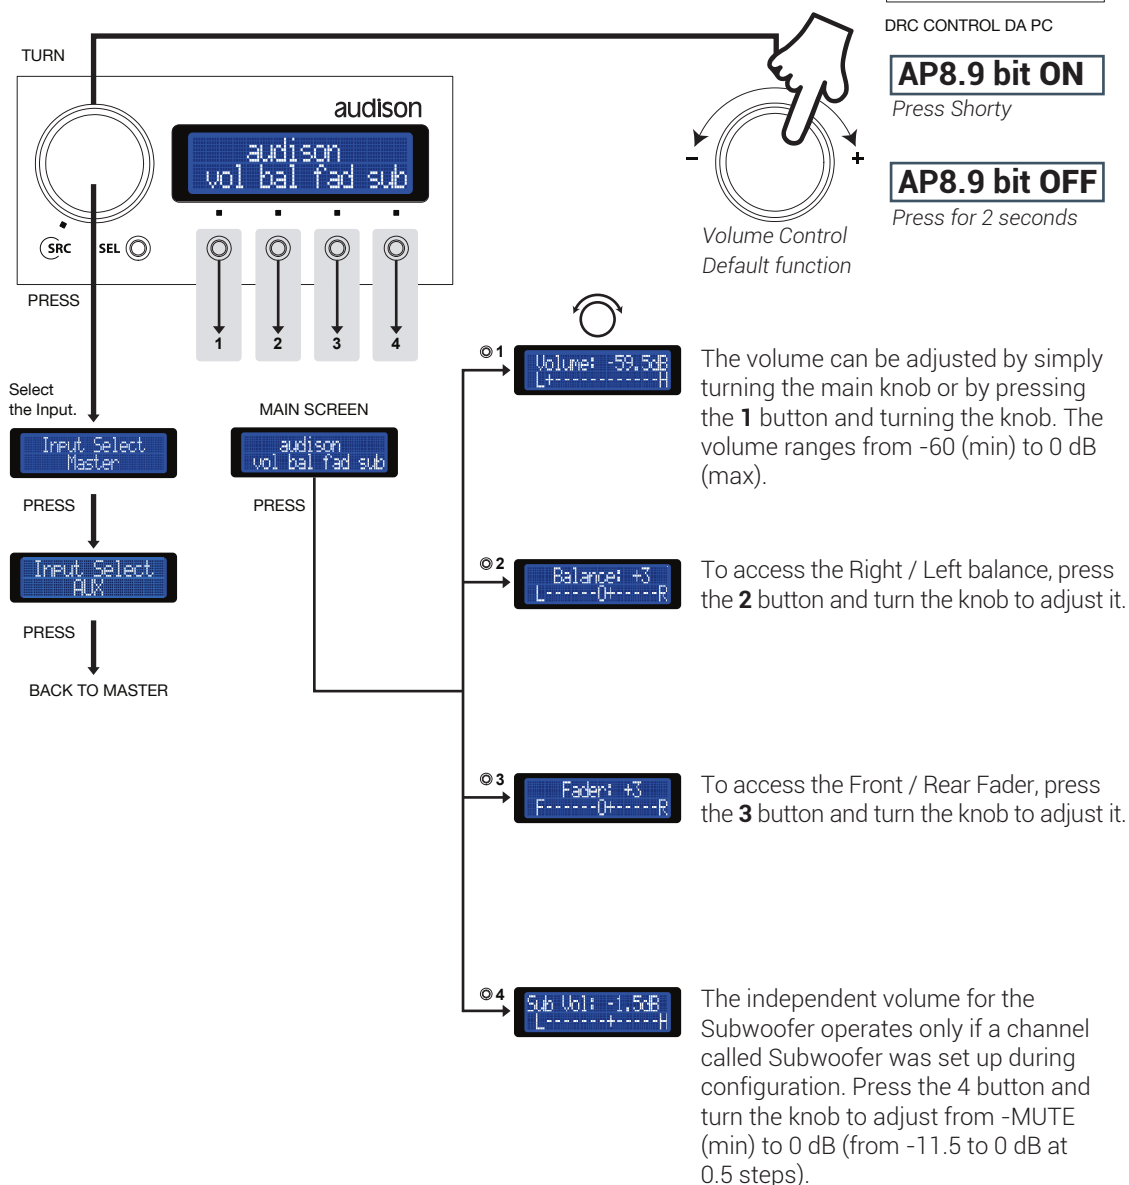 DRC CONTROL DA PC
TURN
AP8.9 bit ON
Press Shorty
audison
audison
vol bal fad sub
-
+
AP8.9 bit OFF
Press for 2 seconds
SRC
SEL
Volume Control
Default function
PRESS
1
2
3
4
Select
the Input.
Input Select
Master
PRESS
Input Select
AUX
PRESS
BACK TO MASTER
MAIN SCREEN
audison
vol bal fad sub
PRESS
1
Volume: -59.5dB
L+------------H
The volume can be adjusted by simply
turning the main knob or by pressing
the 1 button and turning the knob. The
volume ranges from -60 (min) to 0 dB
(max).
2
Balance: +3
L------0+-----R
To access the Right / Left balance, press
the 2 button and turn the knob to adjust it.
3
Fader: +3
F------0+-----R
To access the Front / Rear Fader, press
the 3 button and turn the knob to adjust it.
4
Sub Vol: -1.5dB
L-------+----H
The independent volume for the
Subwoofer operates only if a channel
called Subwoofer was set up during
configuration. Press the 4 button and
turn the knob to adjust from -MUTE
(min) to 0 dB (from -11.5 to 0 dB at
0.5 steps).